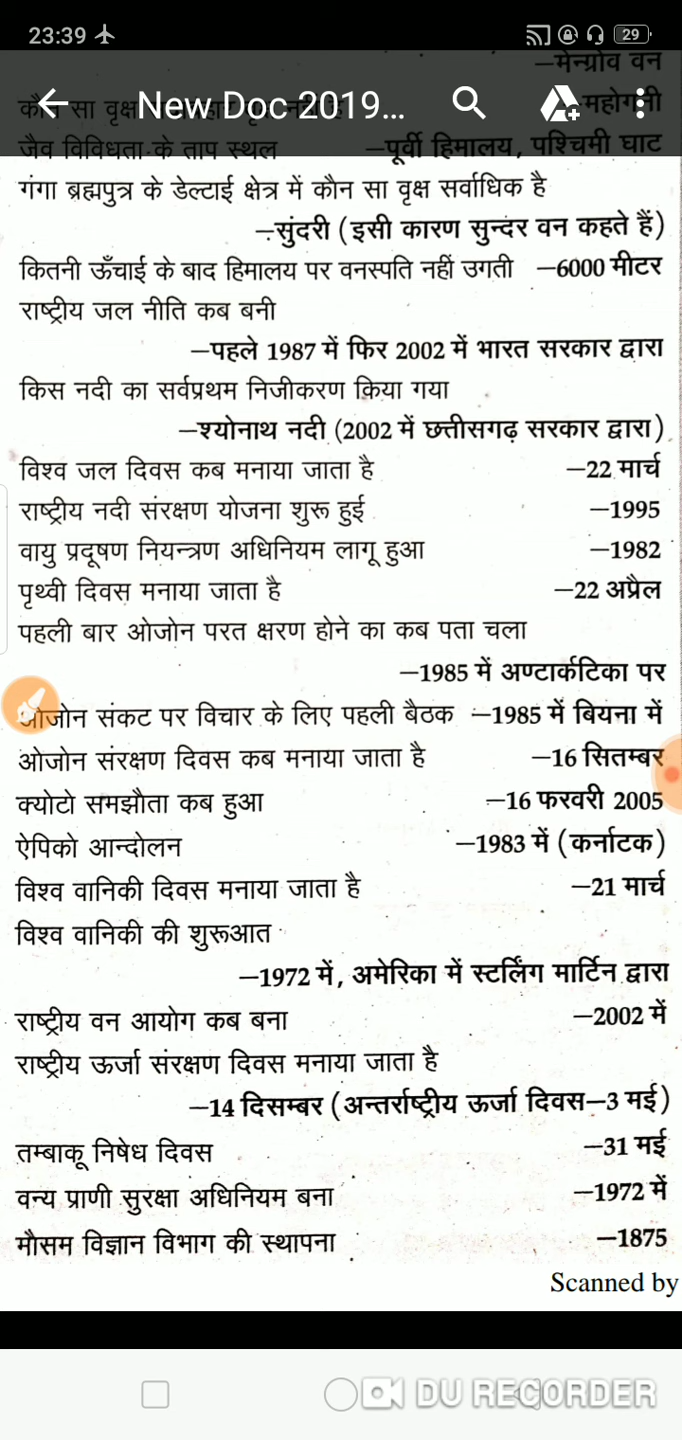 23:39
29
–मेन्ग्रोव वन
New Doc 2019...
कौन सा वृक्ष नहीं है महोगनी
जैव विविधता के ताप स्थल –पूर्वी हिमालय, पश्चिमी घाट
गंगा ब्रह्मपुत्र के डेल्टाई क्षेत्र में कौन सा वृक्ष सर्वाधिक है
–सुंदरी (इसी कारण सुन्दर वन कहते हैं)
कितनी ऊँचाई के बाद हिमालय पर वनस्पति नहीं उगती –6000 मीटर
राष्ट्रीय जल नीति कब बनी
–पहले 1987 में फिर 2002 में भारत सरकार द्वारा
किस नदी का सर्वप्रथम निजीकरण किया गया
–श्योनाथ नदी (2002 में छत्तीसगढ़ सरकार द्वारा)
विश्व जल दिवस कब मनाया जाता है –22 मार्च
राष्ट्रीय नदी संरक्षण योजना शुरू हुई –1995
वायु प्रदूषण नियन्त्रण अधिनियम लागू हुआ –1982
पृथ्वी दिवस मनाया जाता है –22 अप्रैल
पहली बार ओजोन परत क्षरण होने का कब पता चला
–1985 में अण्टार्कटिका पर
ओजोन संकट पर विचार के लिए पहली बैठक –1985 में बियना में
ओजोन संरक्षण दिवस कब मनाया जाता है –16 सितम्बर
क्योटो समझौता कब हुआ –16 फरवरी 2005
ऐपिको आन्दोलन –1983 में (कर्नाटक)
विश्व वानिकी दिवस मनाया जाता है –21 मार्च
विश्व वानिकी की शुरूआत
–1972 में, अमेरिका में स्टर्लिंग मार्टिन द्वारा
राष्ट्रीय वन आयोग कब बना –2002 में
राष्ट्रीय ऊर्जा संरक्षण दिवस मनाया जाता है
–14 दिसम्बर (अन्तर्राष्ट्रीय ऊर्जा दिवस–3 मई)
तम्बाकू निषेध दिवस –31 मई
वन्य प्राणी सुरक्षा अधिनियम बना –1972 में
मौसम विज्ञान विभाग की स्थापना –1875
Scanned by
DU RECORDER